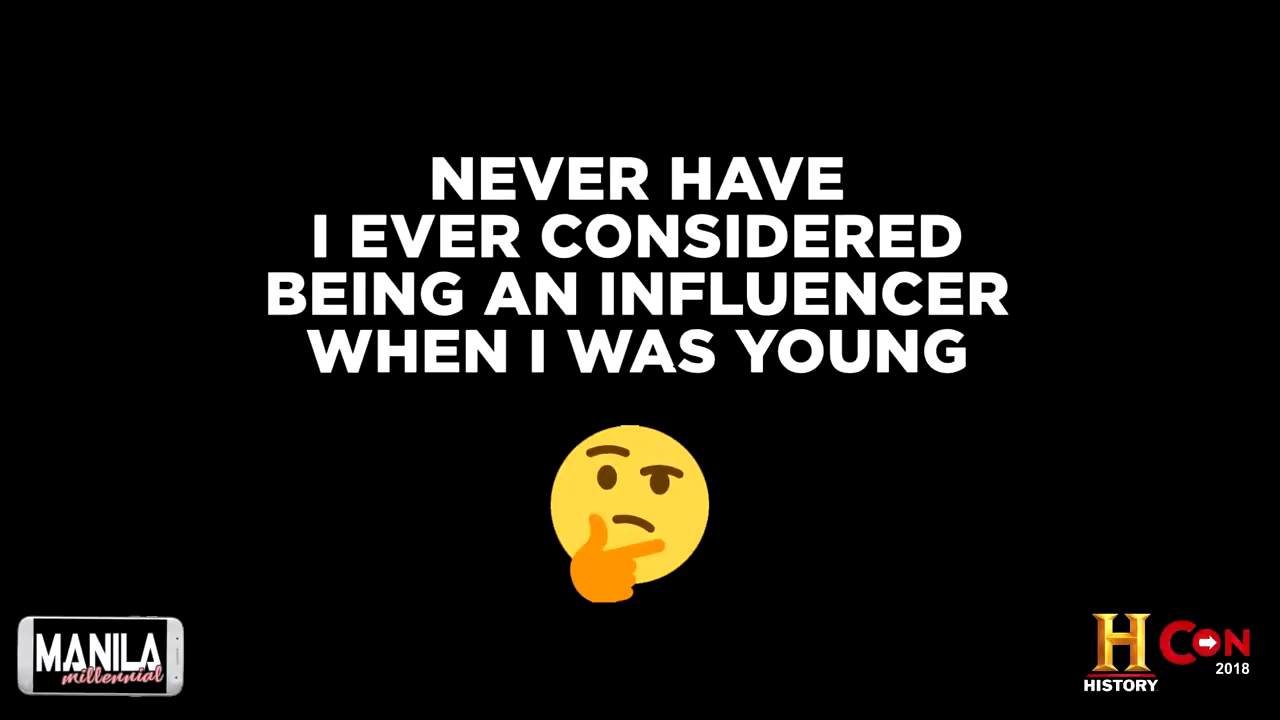 NEVER HAVE
I EVER CONSIDERED
BEING AN INFLUENCER
WHEN I WAS YOUNG
MANILA
millennial
H CON
2018
HISTORY